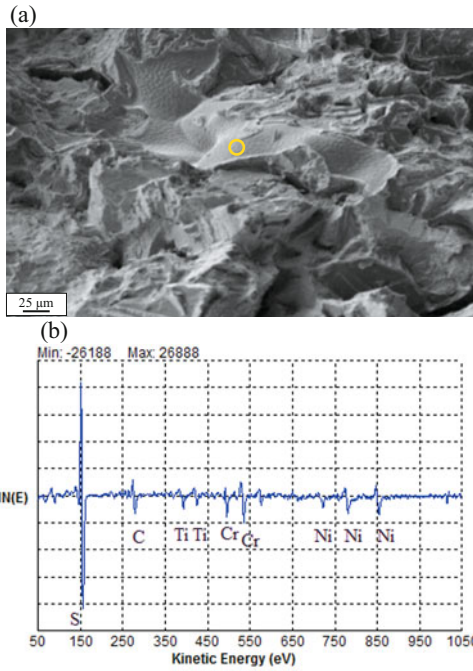 (a)
25 μm
(b)
Min: -26188 Max: 26888
N(E)
C
Ti Ti Cr Cr
Ni Ni Ni
S
50 150 250 350 450 550 650 750 850 950 1050
Kinetic Energy (eV)